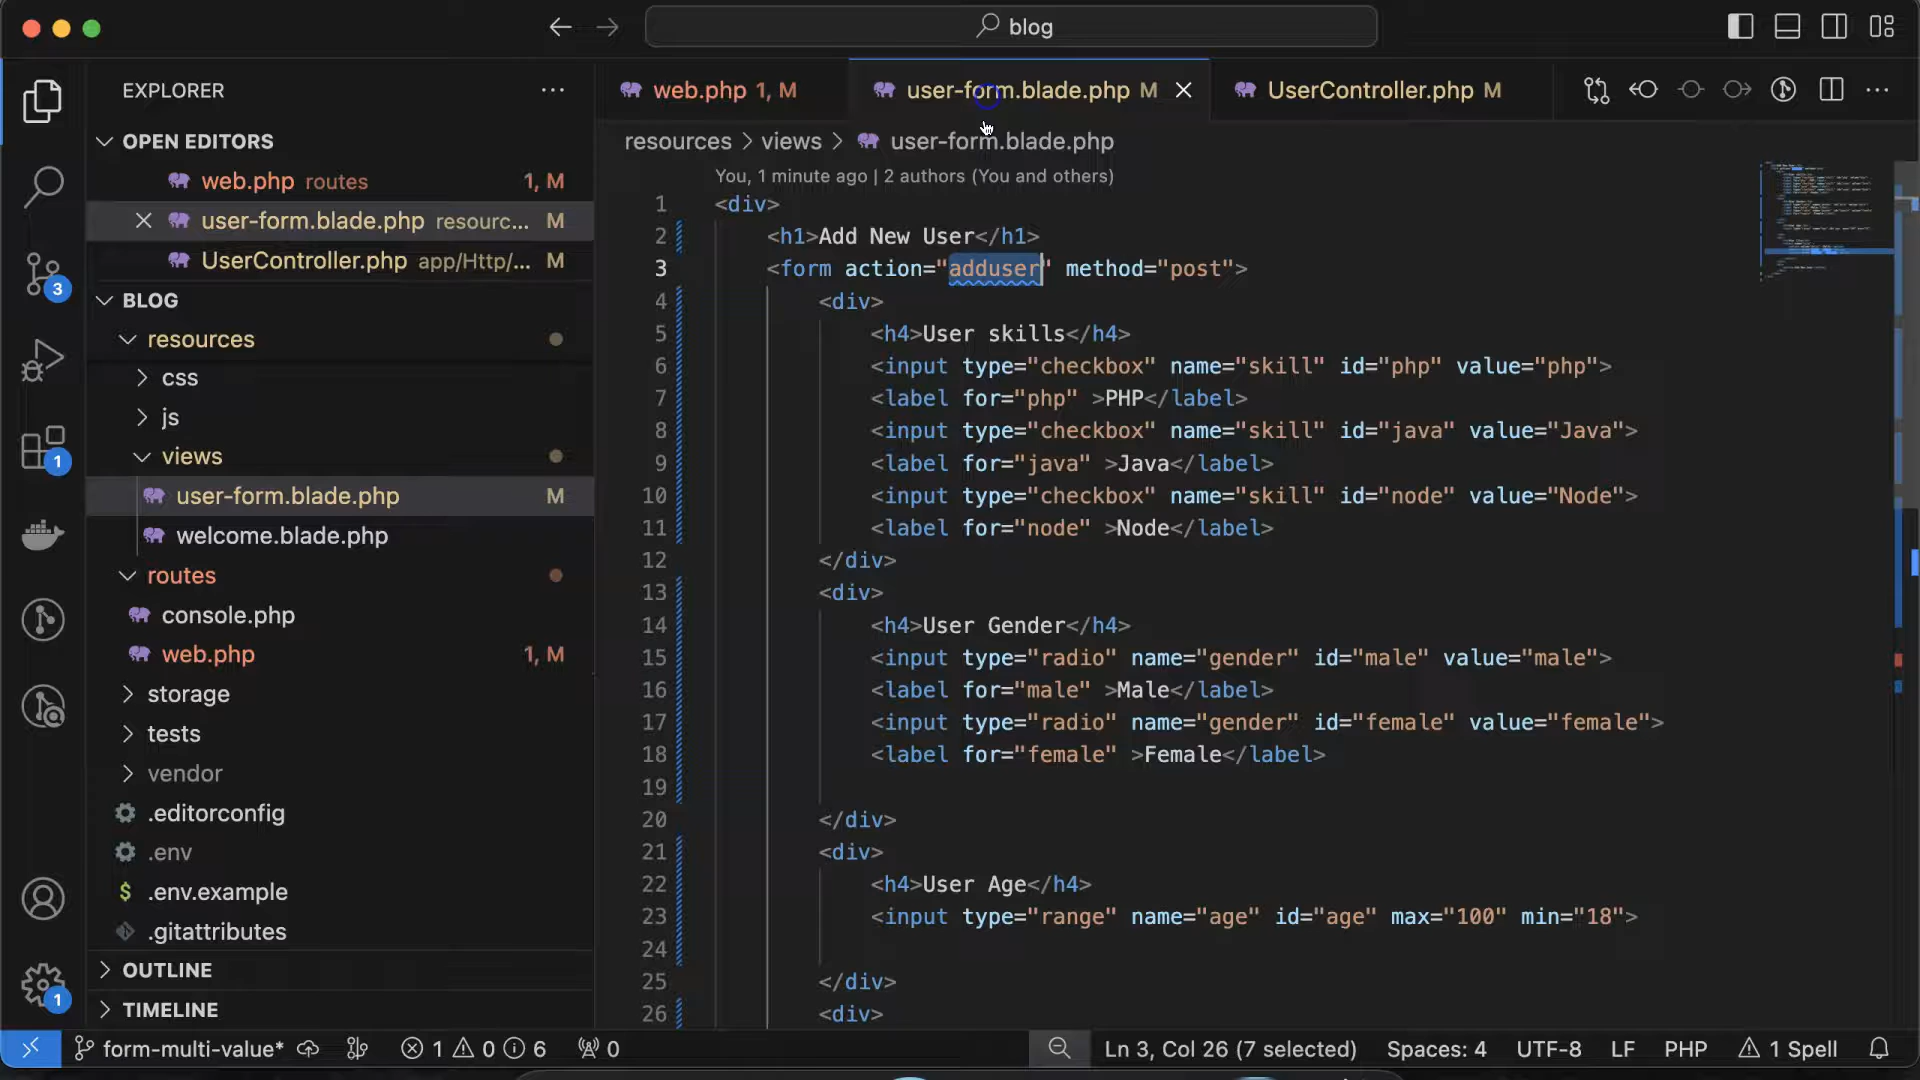 blog
EXPLORER
OPEN EDITORS
web.php routes 1, M
user-form.blade.php resourc... M
UserController.php app/Http/... M
BLOG
resources
css
js
views
user-form.blade.php M
welcome.blade.php
routes
console.php
web.php 1, M
storage
tests
vendor
.editorconfig
.env
.env.example
.gitattributes
OUTLINE
TIMELINE
3
1
1
web.php 1, M
user-form.blade.php M
UserController.php M
resources > views > user-form.blade.php
You, 1 minute ago | 2 authors (You and others)
1 <div>
2 <h1>Add New User</h1>
3 <form action="adduser" method="post">
4 <div>
5 <h4>User skills</h4>
6 <input type="checkbox" name="skill" id="php" value="php">
7 <label for="php" >PHP</label>
8 <input type="checkbox" name="skill" id="java" value="Java">
9 <label for="java" >Java</label>
10 <input type="checkbox" name="skill" id="node" value="Node">
11 <label for="node" >Node</label>
12 </div>
13 <div>
14 <h4>User Gender</h4>
15 <input type="radio" name="gender" id="male" value="male">
16 <label for="male" >Male</label>
17 <input type="radio" name="gender" id="female" value="female">
18 <label for="female" >Female</label>
19
20 </div>
21 <div>
22 <h4>User Age</h4>
23 <input type="range" name="age" id="age" max="100" min="18">
24
25 </div>
26 <div>
form-multi-value* 1 0 6 0 Ln 3, Col 26 (7 selected) Spaces: 4 UTF-8 LF PHP 1 Spell